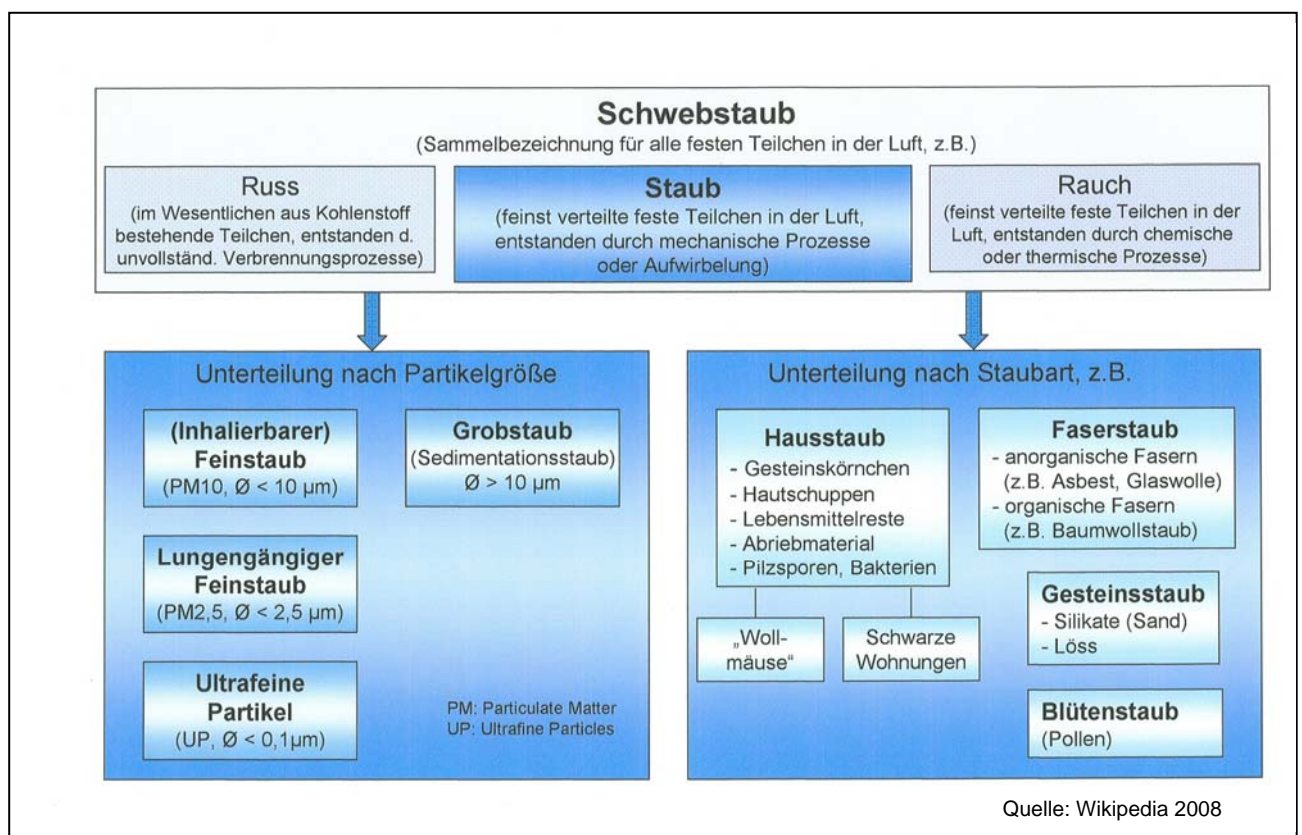 Schwebstaub
(Sammelbezeichnung für alle festen Teilchen in der Luft, z.B.)
Russ
(im Wesentlichen aus Kohlenstoff
bestehende Teilchen, entstanden d.
unvollständ. Verbrennungsprozesse)
Staub
(feinst verteilte feste Teilchen in der Luft,
entstanden durch mechanische Prozesse
oder Aufwirbelung)
Rauch
(feinst verteilte feste Teilchen in der
Luft, entstanden durch chemische
oder thermische Prozesse)
Unterteilung nach Partikelgröße
(Inhalierbarer)
Feinstaub
(PM10, Ø < 10 µm)
Grobstaub
(Sedimentationsstaub)
Ø > 10 µm
Lungengängiger
Feinstaub
(PM2,5, Ø < 2,5 µm)
Ultrafeine
Partikel
(UP, Ø < 0,1µm)
PM: Particulate Matter
UP: Ultrafine Particles
Unterteilung nach Staubart, z.B.
Hausstaub
- Gesteinskörnchen
- Hautschuppen
- Lebensmittelreste
- Abriebmaterial
- Pilzsporen, Bakterien
„Woll-
mäuse“
Schwarze
Wohnungen
Faserstaub
- anorganische Fasern
(z.B. Asbest, Glaswolle)
- organische Fasern
(z.B. Baumwollstaub)
Gesteinsstaub
- Silikate (Sand)
- Löss
Blütenstaub
(Pollen)
Quelle: Wikipedia 2008